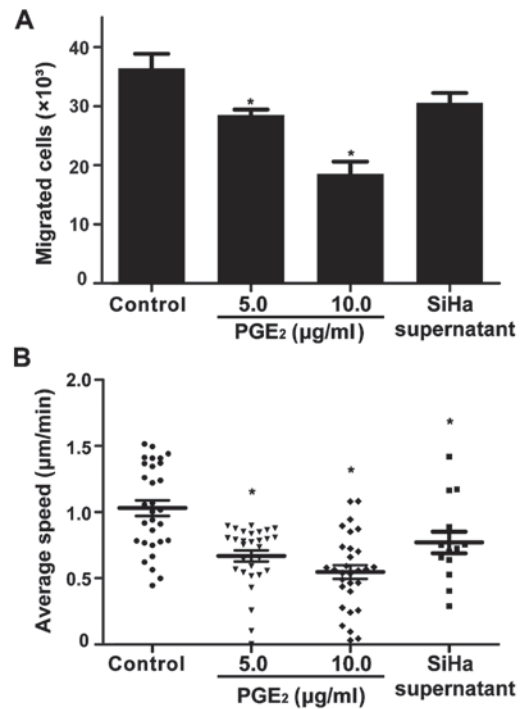 A
Migrated cells (×10³)
40
30
20
10
0
*
*
Control
5.0
10.0
SiHa
supernatant
PGE₂ (µg/ml)
B
Average speed (µm/min)
2.0
1.5
1.0
0.5
0
*
*
*
Control
5.0
10.0
SiHa
supernatant
PGE₂ (µg/ml)